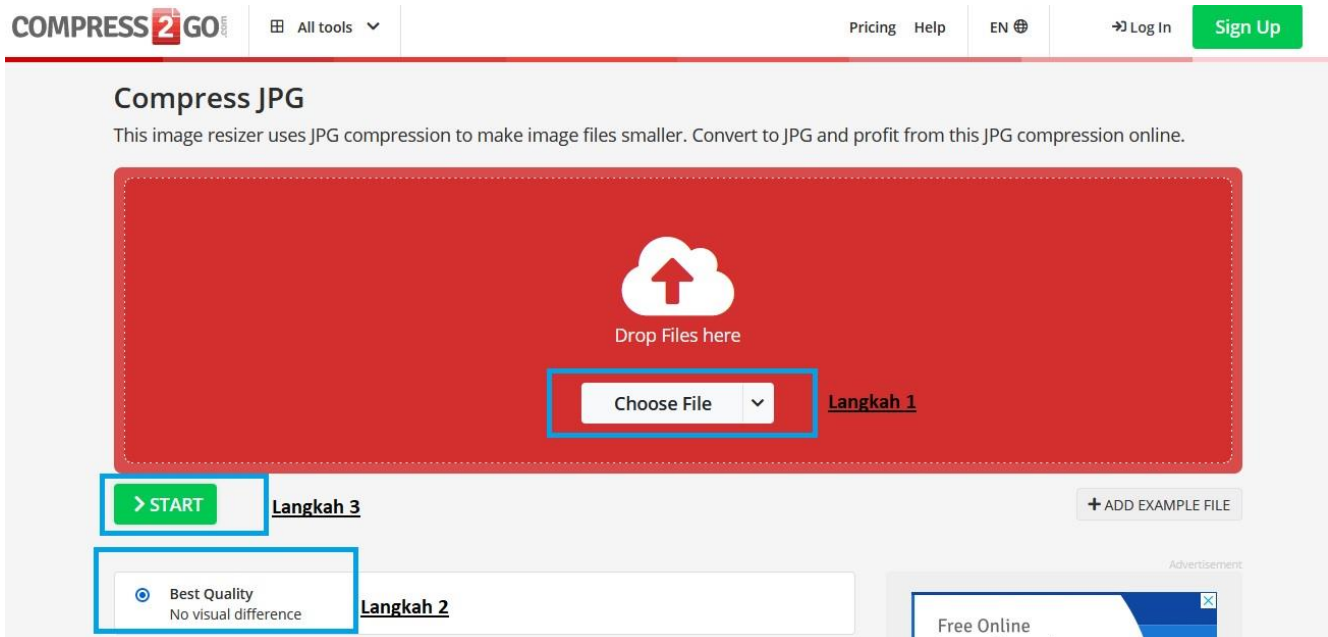 COMPRESS 2 GO .com
All tools
Pricing Help EN Log In Sign Up
Compress JPG
This image resizer uses JPG compression to make image files smaller. Convert to JPG and profit from this JPG compression online.
Drop Files here
Choose File
Langkah 1
START
Langkah 3
+ ADD EXAMPLE FILE
Advertisement
Best Quality
No visual difference
Langkah 2
Free Online